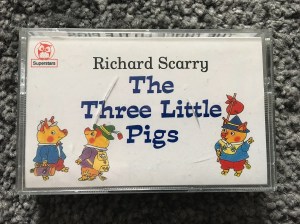 Superstars
Richard Scarry
The
Three Little
Pigs